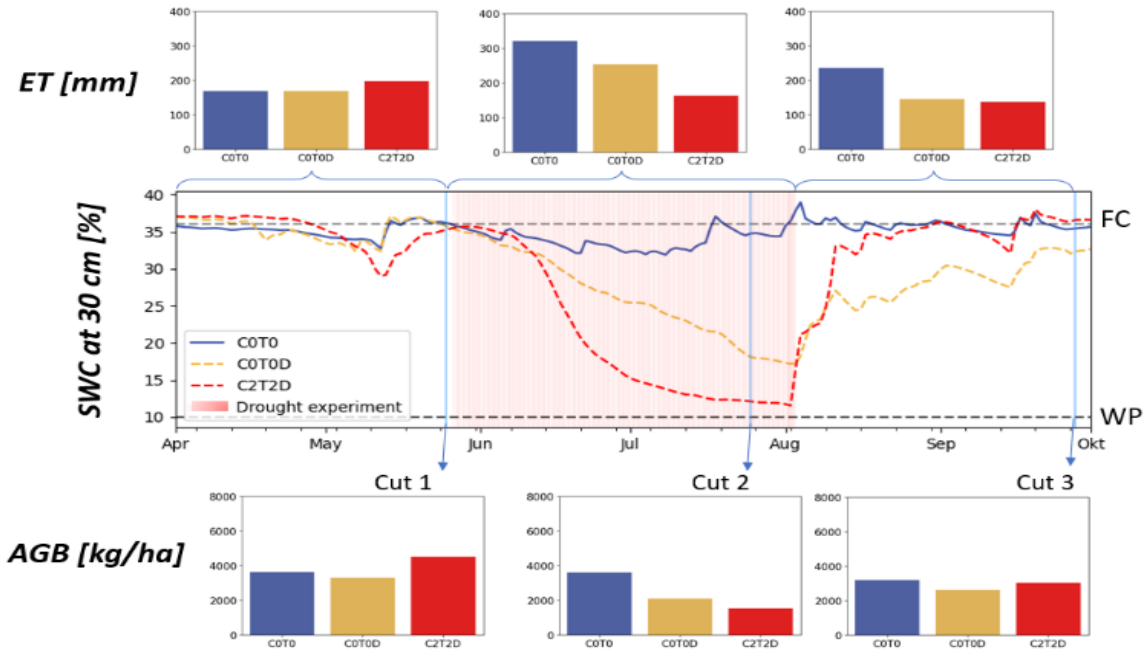 400
300
200
100
0
C0T0 C0T0D C2T2D
400
300
200
100
0
C0T0 C0T0D C2T2D
400
300
200
100
0
C0T0 C0T0D C2T2D
ET [mm]
SWC at 30 cm [%]
40
35
30
25
20
15
10
FC
WP
C0T0
C0T0D
C2T2D
Drought experiment
Apr May Jun Jul Aug Sep Okt
Cut 1 Cut 2 Cut 3
AGB [kg/ha]
8000
6000
4000
2000
0
C0T0 C0T0D C2T2D
8000
6000
4000
2000
0
C0T0 C0T0D C2T2D
8000
6000
4000
2000
0
C0T0 C0T0D C2T2D